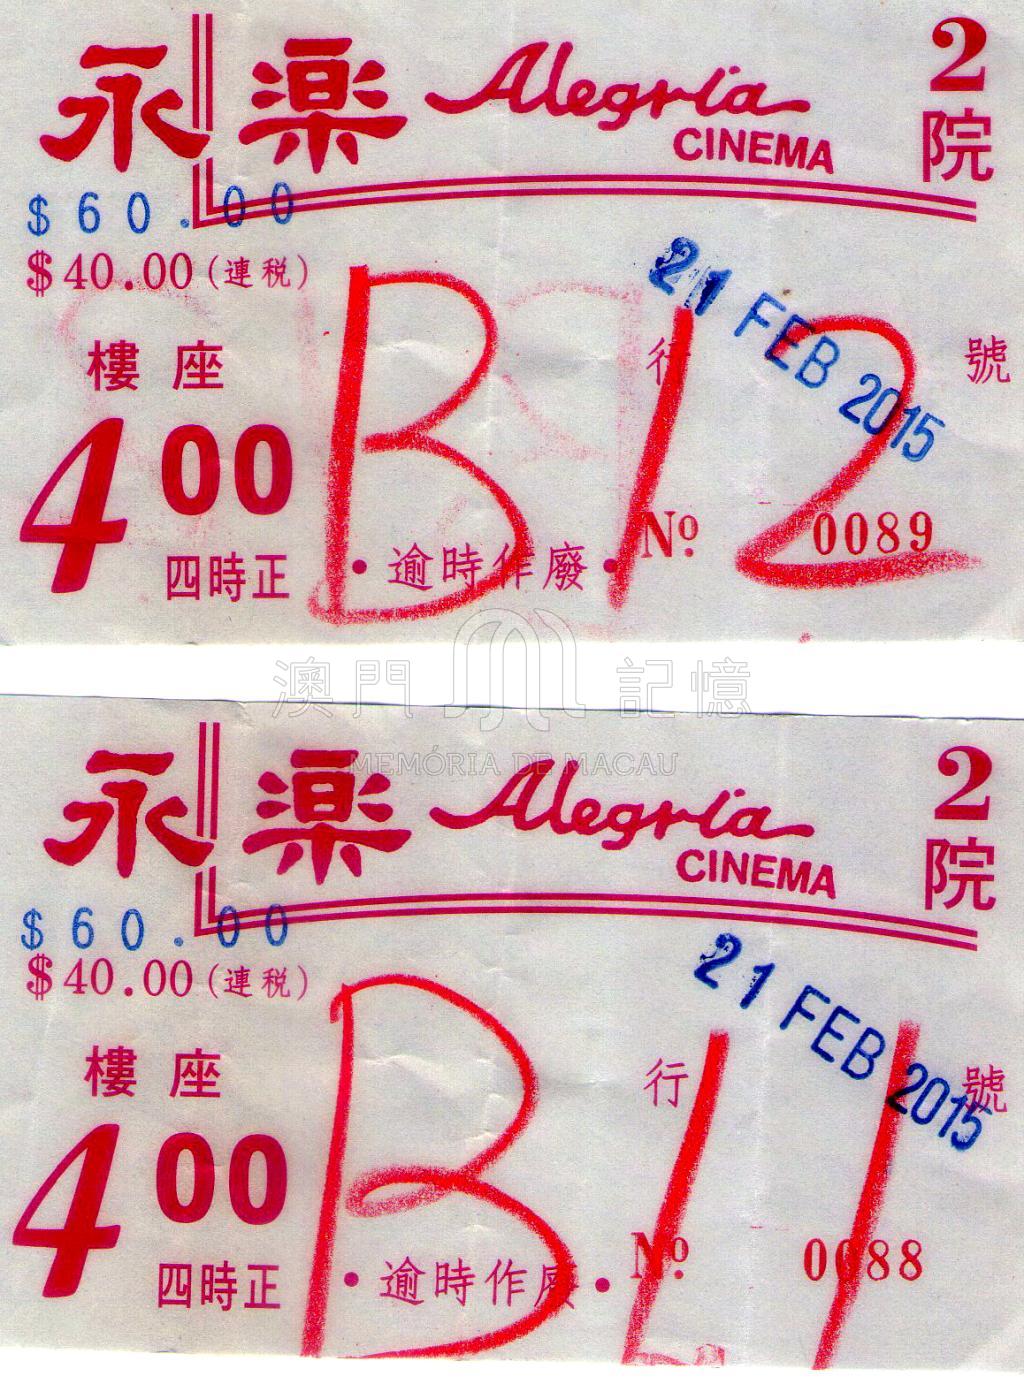 永樂 Alegria CINEMA 2院
$60.00
$40.00(連稅)
21 FEB 2015
樓座 B 行 12 號
4 00
四時正
•逾時作廢•
No. 0089
澳門記憶
MEMÓRIA DE MACAU
永樂 Alegria CINEMA 2院
$60.00
$40.00(連稅)
21 FEB 2015
樓座 B 行 11 號
4 00
四時正
•逾時作廢•
No. 0088